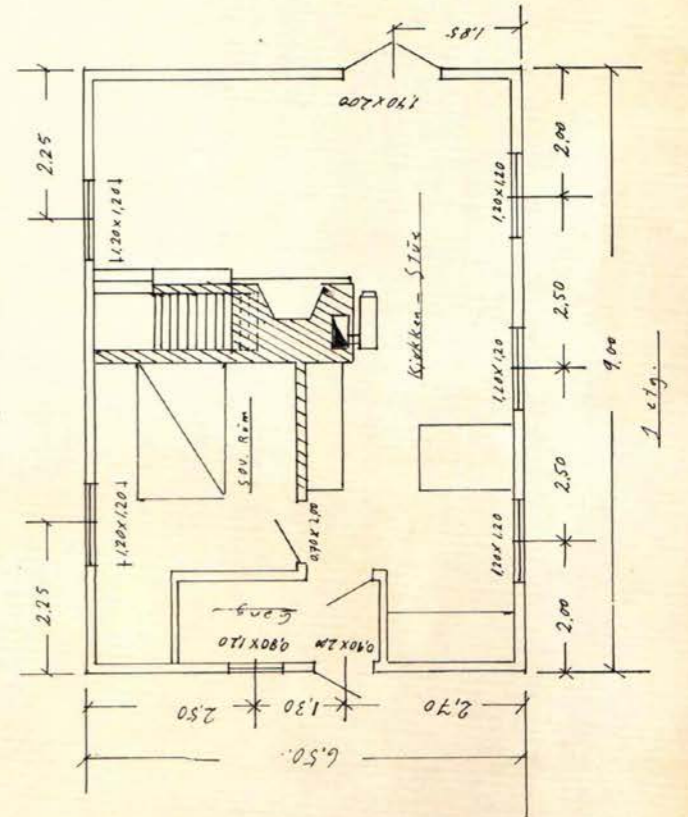 1,85
2,25
1,40x2,00
2,00
1,20x1,20
1,20x1,20
2,50
Kjøkken - Stue
9,00
1 etg.
1,20x1,20
Sov. Rom
1,20x1,20
2,50
0,70x2,00
1,20x1,20
2,25
Gang
0,80x1,20
0,90x2,00
2,00
2,50
1,30
2,70
6,50